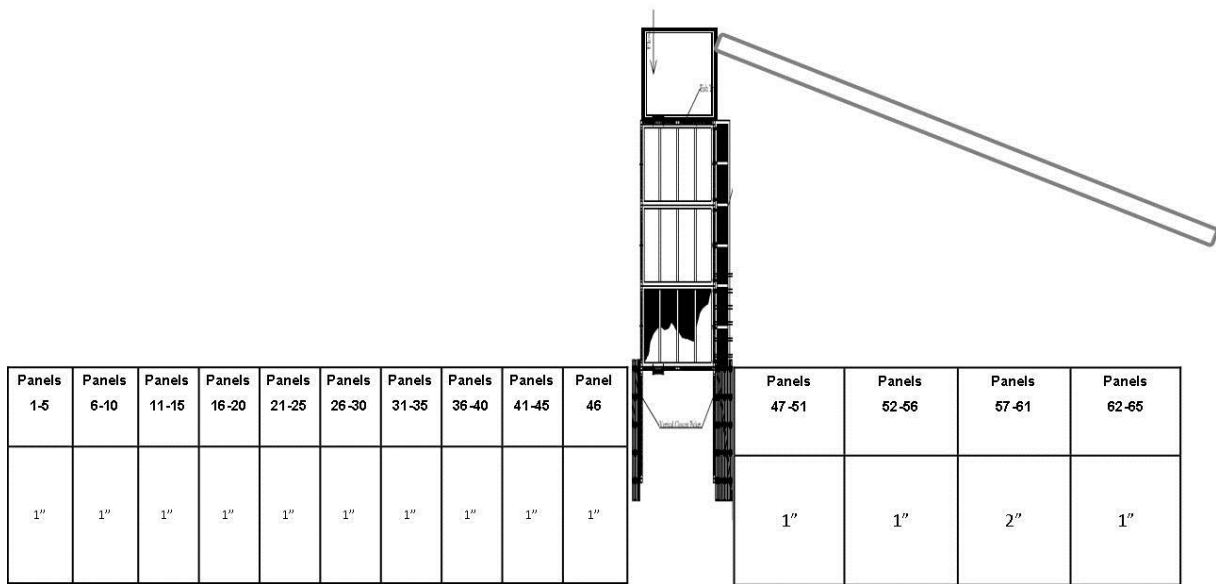 Panels Panels Panels Panels Panels Panels Panels Panels Panels Panel
1-5 6-10 11-15 16-20 21-25 26-30 31-35 36-40 41-45 46
1” 1” 1” 1” 1” 1” 1” 1” 1” 1”
Panels Panels Panels Panels
47-51 52-56 57-61 62-65
1” 1” 2” 1”